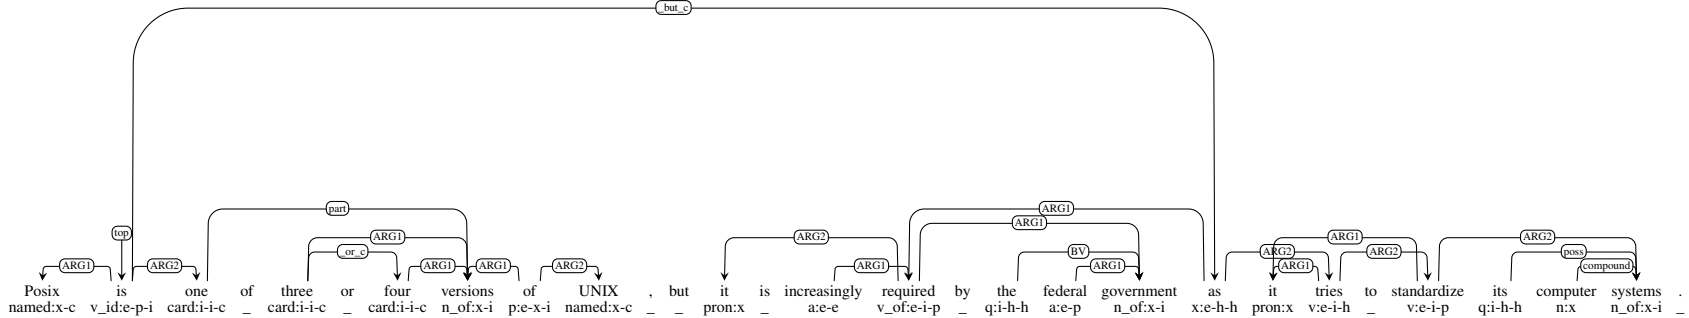 _but_c
part ARG1
ARG1
top ARG1 ARG2 ARG1
_or_c BV ARG2 ARG2 poss
ARG1 ARG2 ARG1 ARG1 ARG2 ARG1 ARG1 ARG1 compound
Posix is one of three or four versions of UNIX , but it is increasingly required by the federal government as it tries to standardize its computer systems .
named:x-c v_id:e-p-i card:i-i-c _ card:i-i-c _ card:i-i-c n_of:x-i p:e-x-i named:x-c _ _ pron:x _ a:e-e v_of:e-i-p _ q:i-h-h a:e-p n_of:x-i x:e-h-h pron:x v:e-i-h _ v:e-i-p q:i-h-h n:x n_of:x-i _